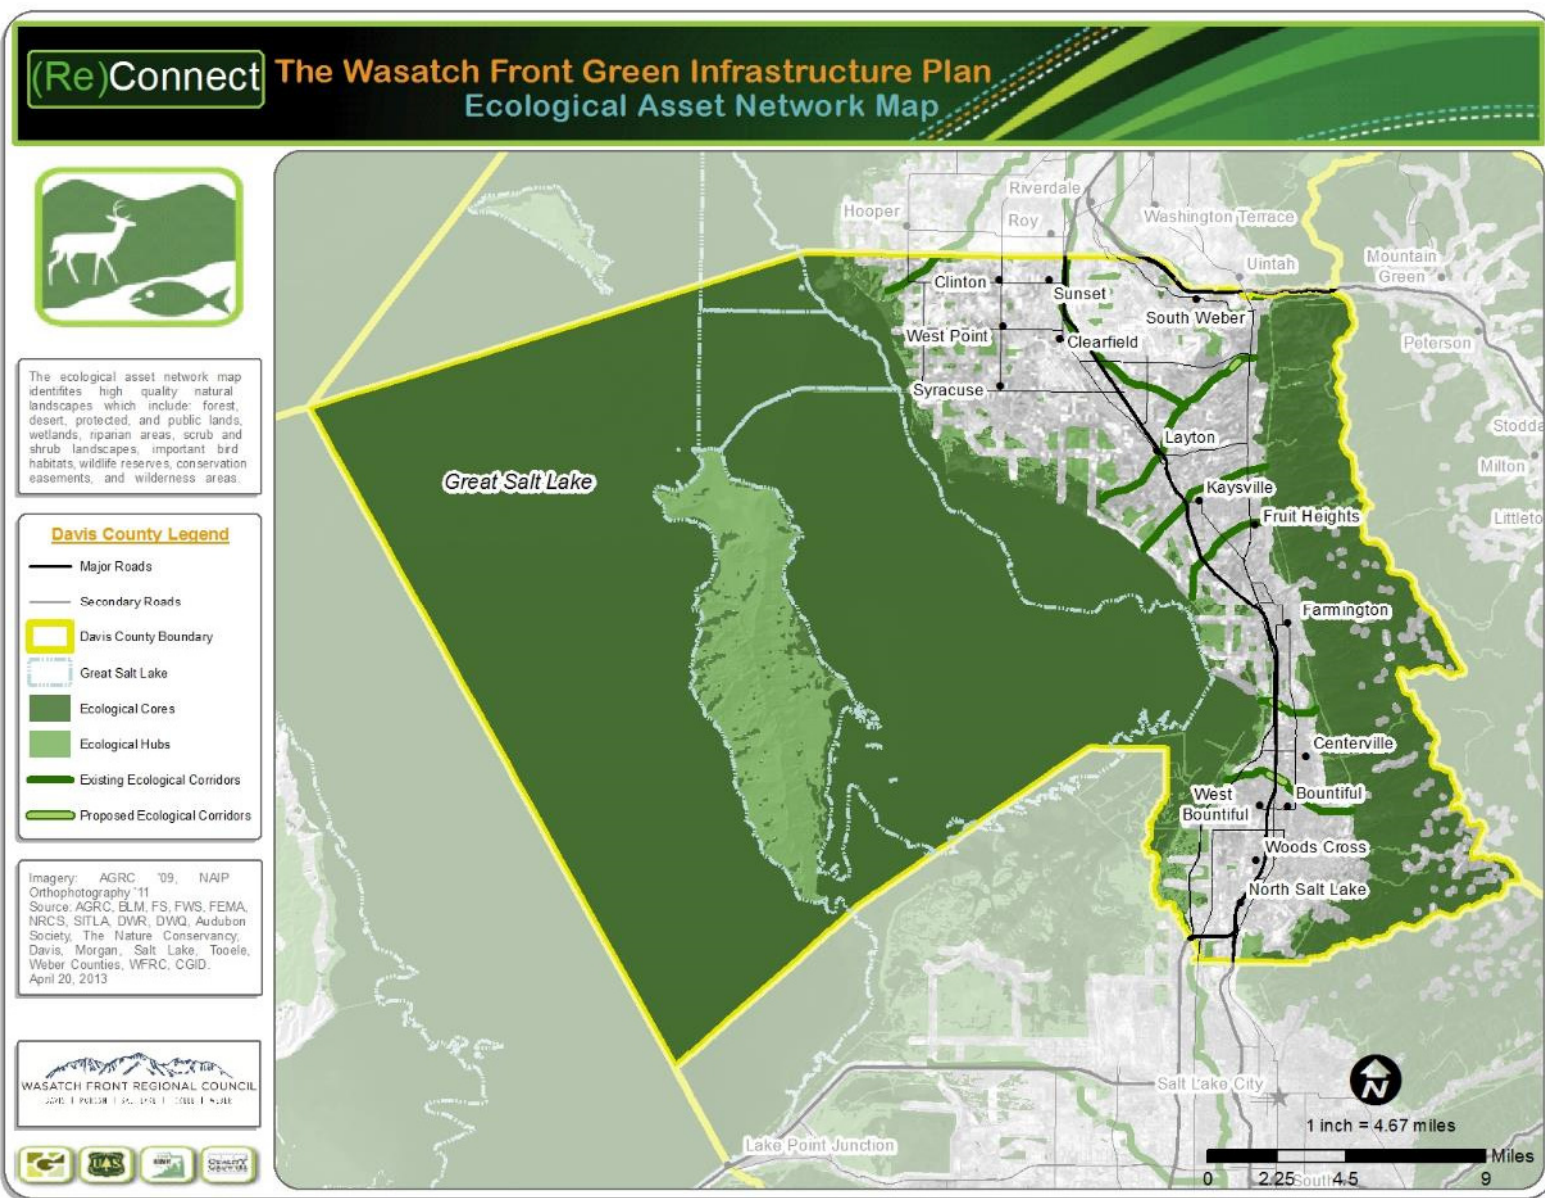 (Re)Connect
The Wasatch Front Green Infrastructure Plan
Ecological Asset Network Map
The ecological asset network map
identifites high quality natural
landscapes which include: forest,
desert, protected, and public lands,
wetlands, riparian areas, scrub and
shrub landscapes, important bird
habitats, wildlife reserves, conservation
easements, and wilderness areas.
Davis County Legend
Major Roads
Secondary Roads
Davis County Boundary
Great Salt Lake
Ecological Cores
Ecological Hubs
Existing Ecological Corridors
Proposed Ecological Corridors
Imagery: AGRC '09, NAIP
Orthophotography '11
Source: AGRC, BLM, FS, FWS, FEMA,
NRCS, SITLA, DWR, DWQ, Audubon
Society, The Nature Conservancy,
Davis, Morgan, Salt Lake, Tooele,
Weber Counties, WFRC, CGID.
April 20, 2013
WASATCH FRONT REGIONAL COUNCIL
UAS
Riverdale
Hooper
Roy
Washington Terrace
Uintah
Mountain
Green
Clinton
Sunset
South Weber
West Point
Clearfield
Peterson
Syracuse
Stodda
Layton
Milton
Great Salt Lake
Kaysville
Fruit Heights
Littleto
Farmington
Centerville
West
Bountiful
Bountiful
Woods Cross
North Salt Lake
Salt Lake City
Lake Point Junction
N
1 inch = 4.67 miles
Miles
0 2.25 4.5 9
South